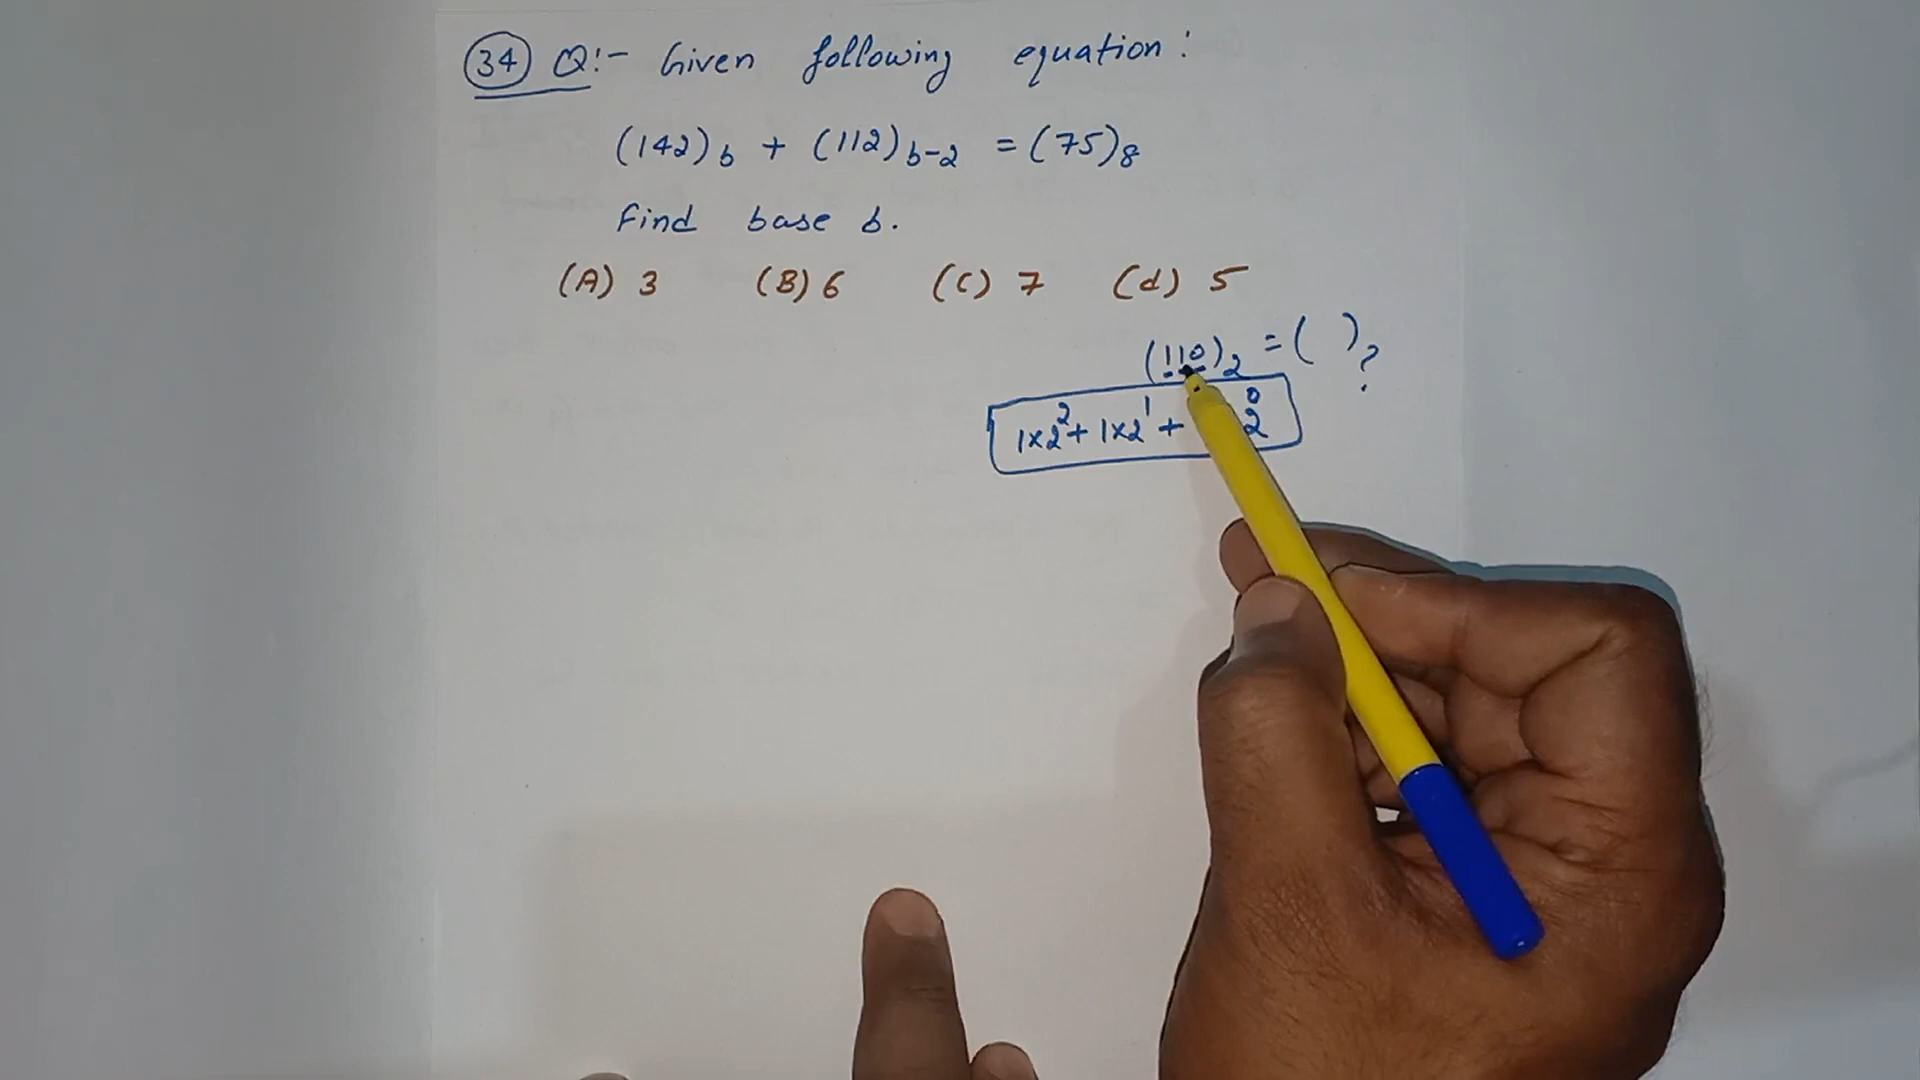 34 Q:- Given following equation:
(142)b + (112)b-2 = (75)8
Find base b.
(A) 3 (B) 6 (C) 7 (d) 5
(110)2 = ( )?
1×2² + 1×2¹ + 2⁰